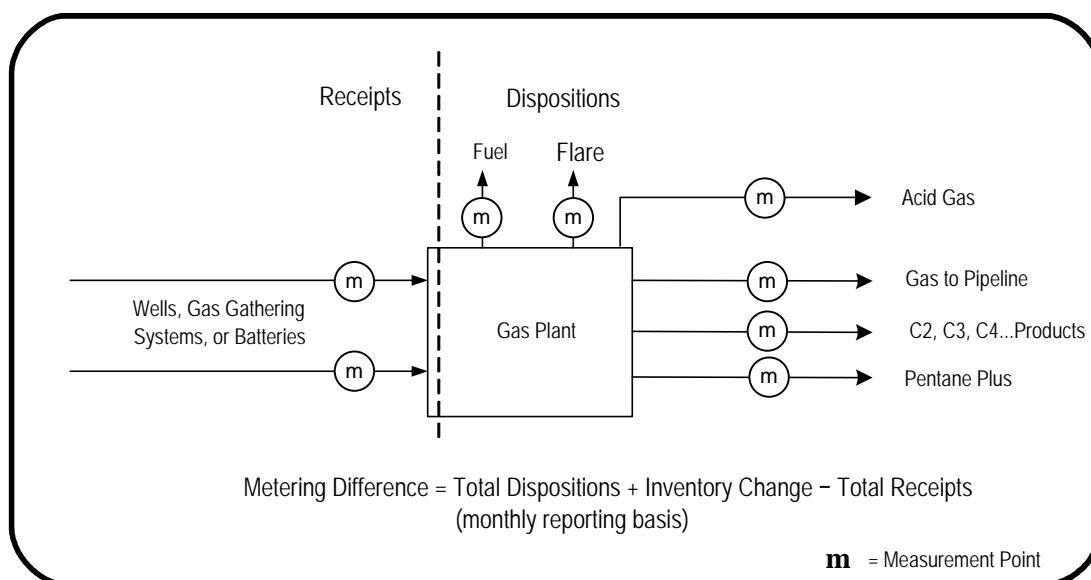 Receipts
Dispositions
Fuel
Flare
m
m
m
Acid Gas
m
m
Gas to Pipeline
Wells, Gas Gathering
Systems, or Batteries
Gas Plant
m
C2, C3, C4...Products
m
m
Pentane Plus
Metering Difference = Total Dispositions + Inventory Change − Total Receipts
(monthly reporting basis)
m = Measurement Point